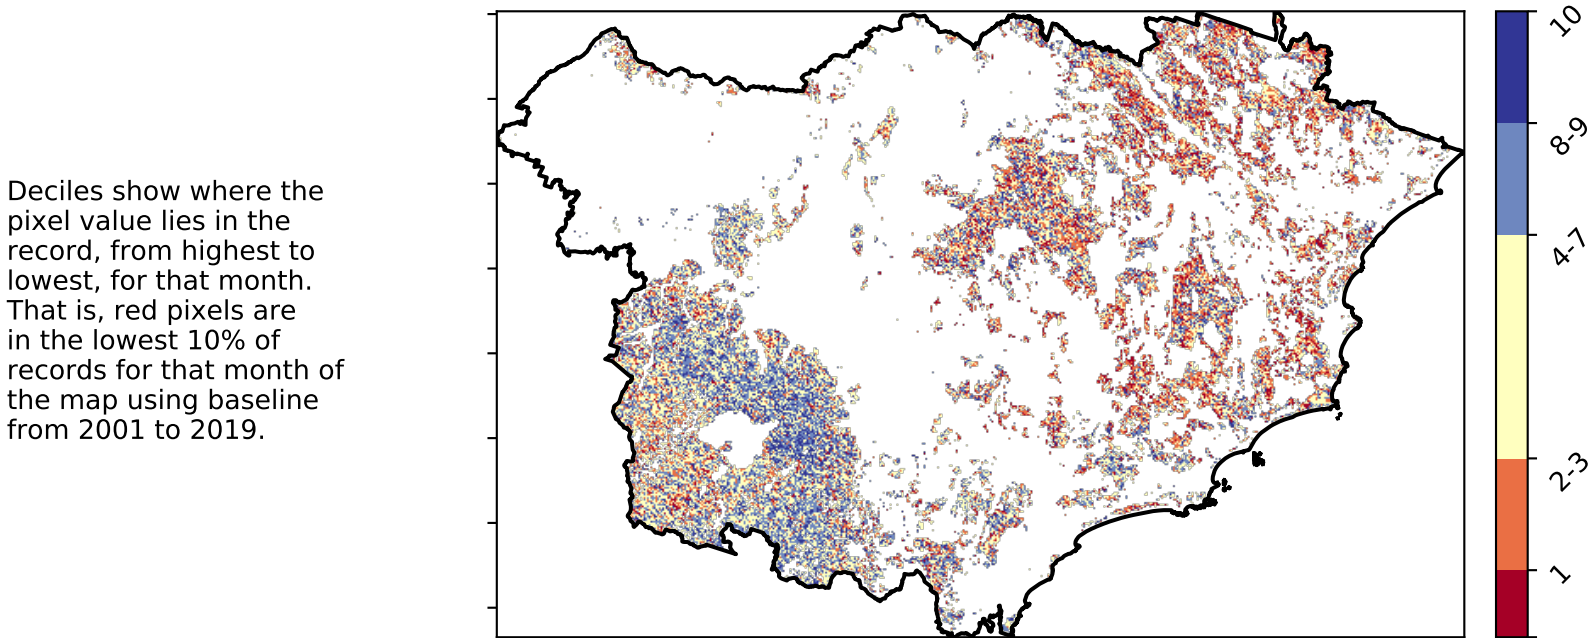 Deciles show where the
pixel value lies in the
record, from highest to
lowest, for that month.
That is, red pixels are
in the lowest 10% of
records for that month of
the map using baseline
from 2001 to 2019.
10
8-9
4-7
2-3
1